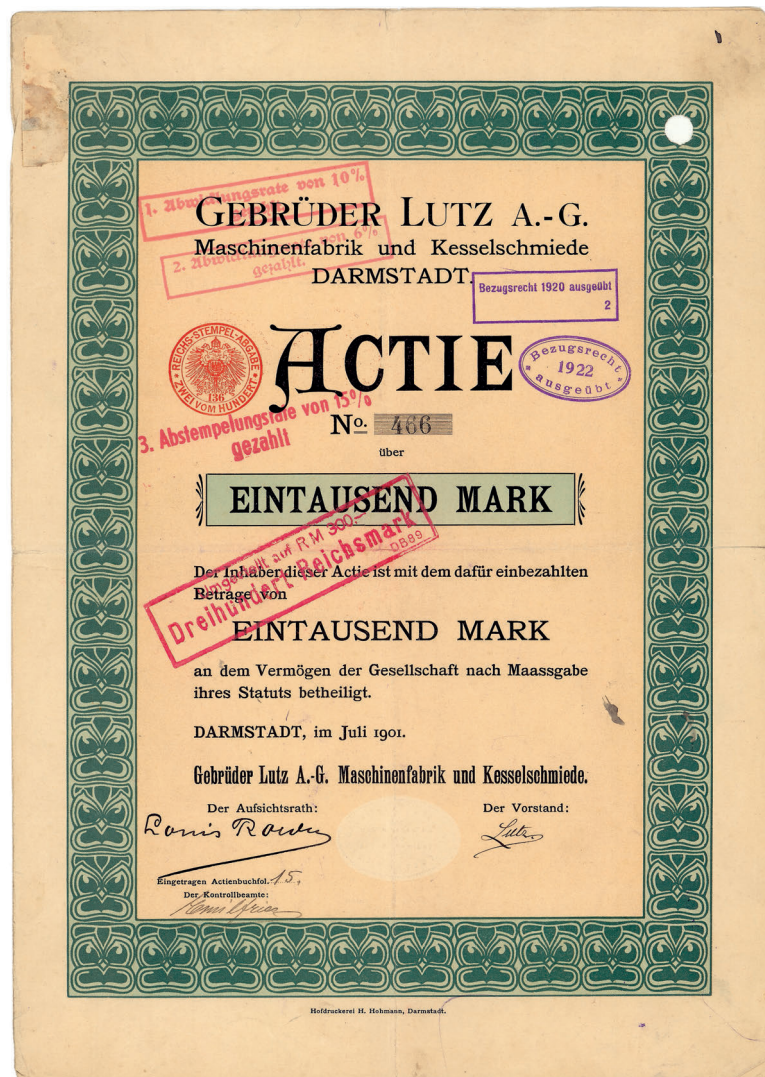 1. Abwicklungsrate von 10%
GEBRÜDER LUTZ A.-G.
Maschinenfabrik und Kesselschmiede
2. Abwicklungsrate von 6%
gezahlt.
DARMSTADT.
Bezugsrecht 1920 ausgeübt
2
REICHS-STEMPEL-ABGABE
ZWEI VOM HUNDERT
136
ACTIE
Bezugsrecht
1922
ausgeübt
3. Abstempelungsrate von 15%
gezahlt
No. 466
über
EINTAUSEND MARK
Umgestellt auf RM 300.-
Dreihundert Reichsmark
DB89
Der Inhaber dieser Actie ist mit dem dafür einbezahlten
Betrage von
EINTAUSEND MARK
an dem Vermögen der Gesellschaft nach Maassgabe
ihres Statuts betheiligt.
DARMSTADT, im Juli 1901.
Gebrüder Lutz A.-G. Maschinenfabrik und Kesselschmiede.
Der Aufsichtsrath:
Der Vorstand:
Louis
Lutz
Eingetragen Actienbuchfol. 15.
Der Kontrollbeamte:
Hofdruckerei H. Hohmann, Darmstadt.